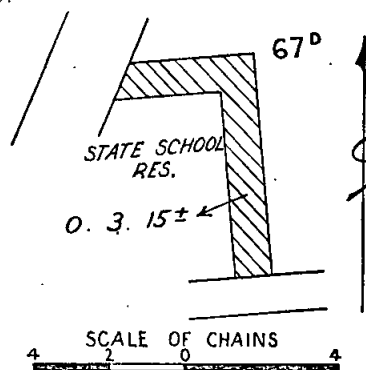 67ᴰ
STATE SCHOOL
RES.
0. 3. 15±
SCALE OF CHAINS
4 2 0 4